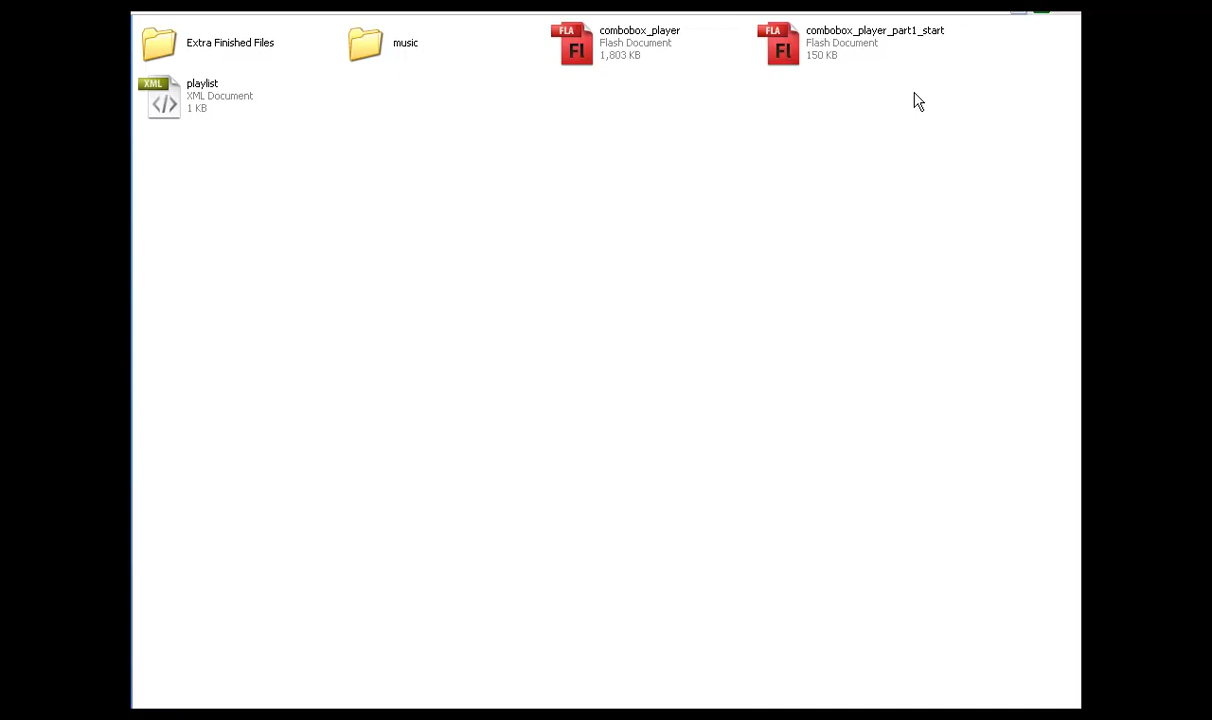 Extra Finished Files
music
FLA
Fl
combobox_player
Flash Document
1,803 KB
FLA
Fl
combobox_player_part1_start
Flash Document
150 KB
XML
</>
playlist
XML Document
1 KB